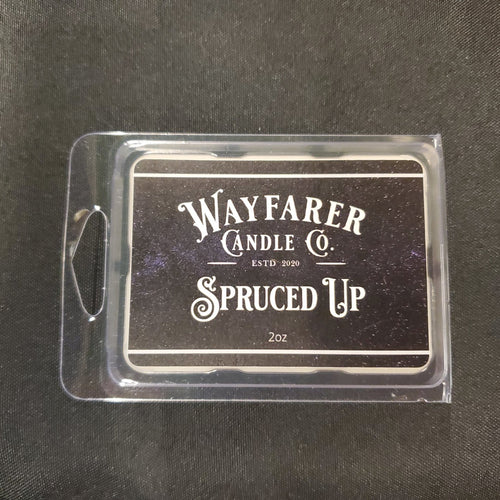 WAYFARER
CANDLE CO.
ESTD 2020
SPRUCED UP
2oz